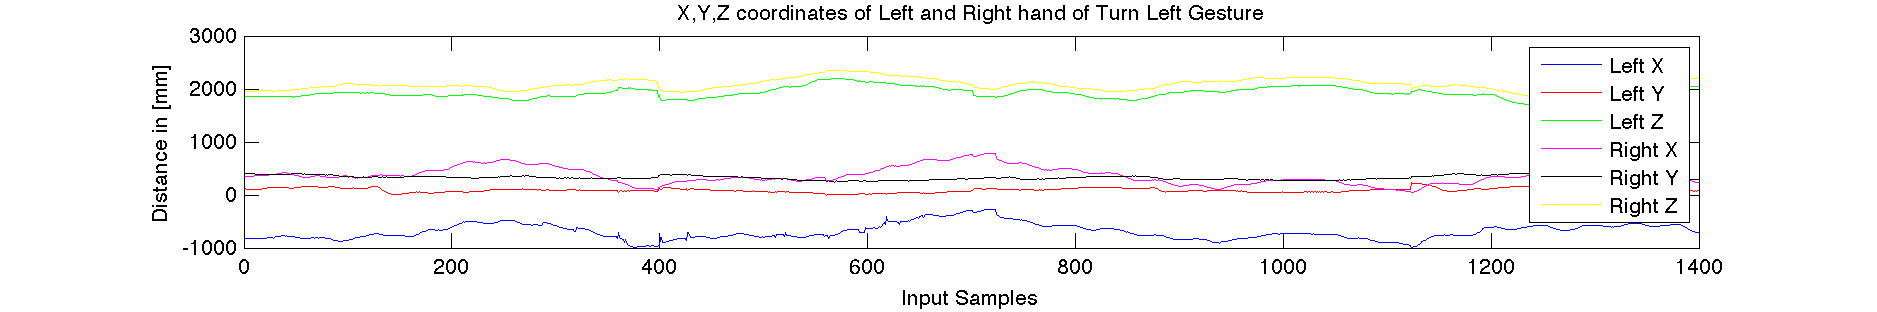 X,Y,Z coordinates of Left and Right hand of Turn Left Gesture
3000
2000
1000
0
-1000
Distance in [mm]
Left X
Left Y
Left Z
Right X
Right Y
Right Z
0 200 400 600 800 1000 1200 1400
Input Samples